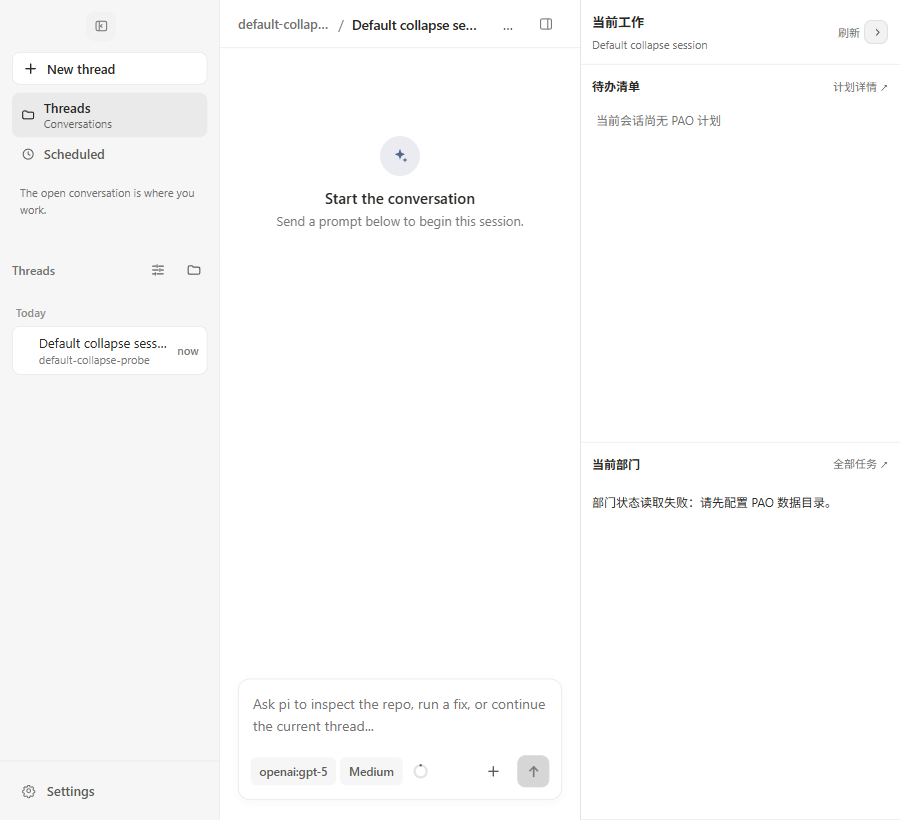 New thread
Threads
Conversations
Scheduled
The open conversation is where you
work.
Threads
Today
Default collapse sess...
default-collapse-probe
now
Settings
default-collap... / Default collapse se...
...
Start the conversation
Send a prompt below to begin this session.
Ask pi to inspect the repo, run a fix, or continue
the current thread...
openai:gpt-5
Medium
当前工作
Default collapse session
刷新
待办清单
计划详情 ↗
当前会话尚无 PAO 计划
当前部门
全部任务 ↗
部门状态读取失败：请先配置 PAO 数据目录。